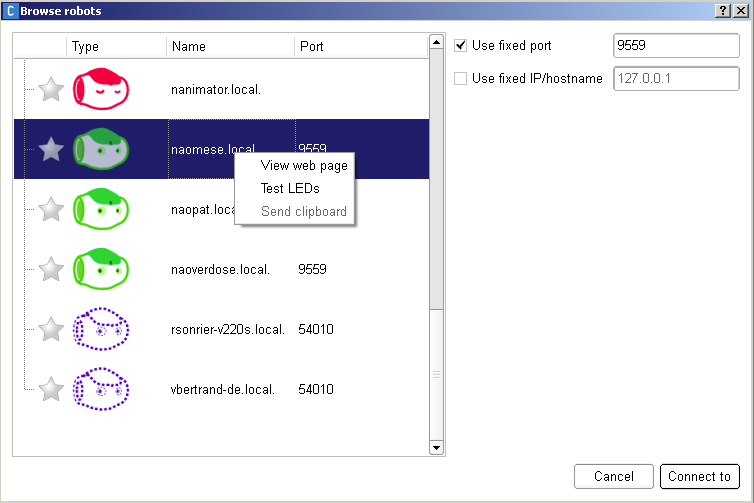 C Browse robots
Type Name Port
Use fixed port 9559
Use fixed IP/hostname 127.0.0.1
nanimator.local.
naomese.local. 9559
View web page
Test LEDs
Send clipboard
naopat.loca
naoverdose.local. 9559
rsonrier-v220s.local. 54010
vbertrand-de.local. 54010
Cancel Connect to